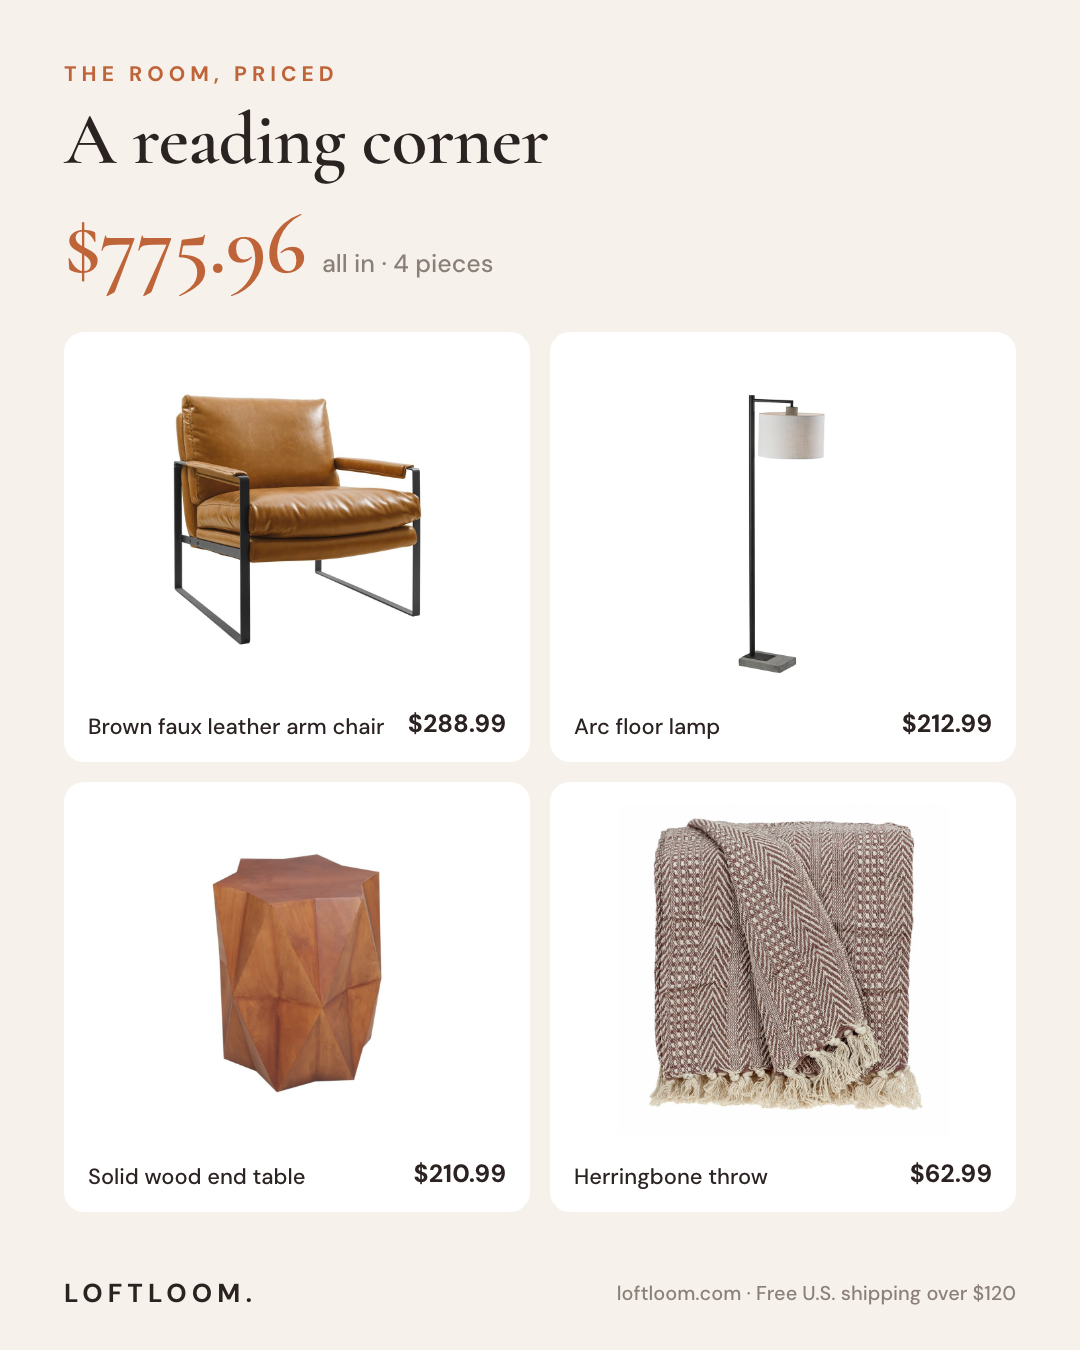 THE ROOM, PRICED
A reading corner
$775.96 all in · 4 pieces
Brown faux leather arm chair $288.99
Arc floor lamp $212.99
Solid wood end table $210.99
Herringbone throw $62.99
LOFTLOOM.
loftloom.com · Free U.S. shipping over $120